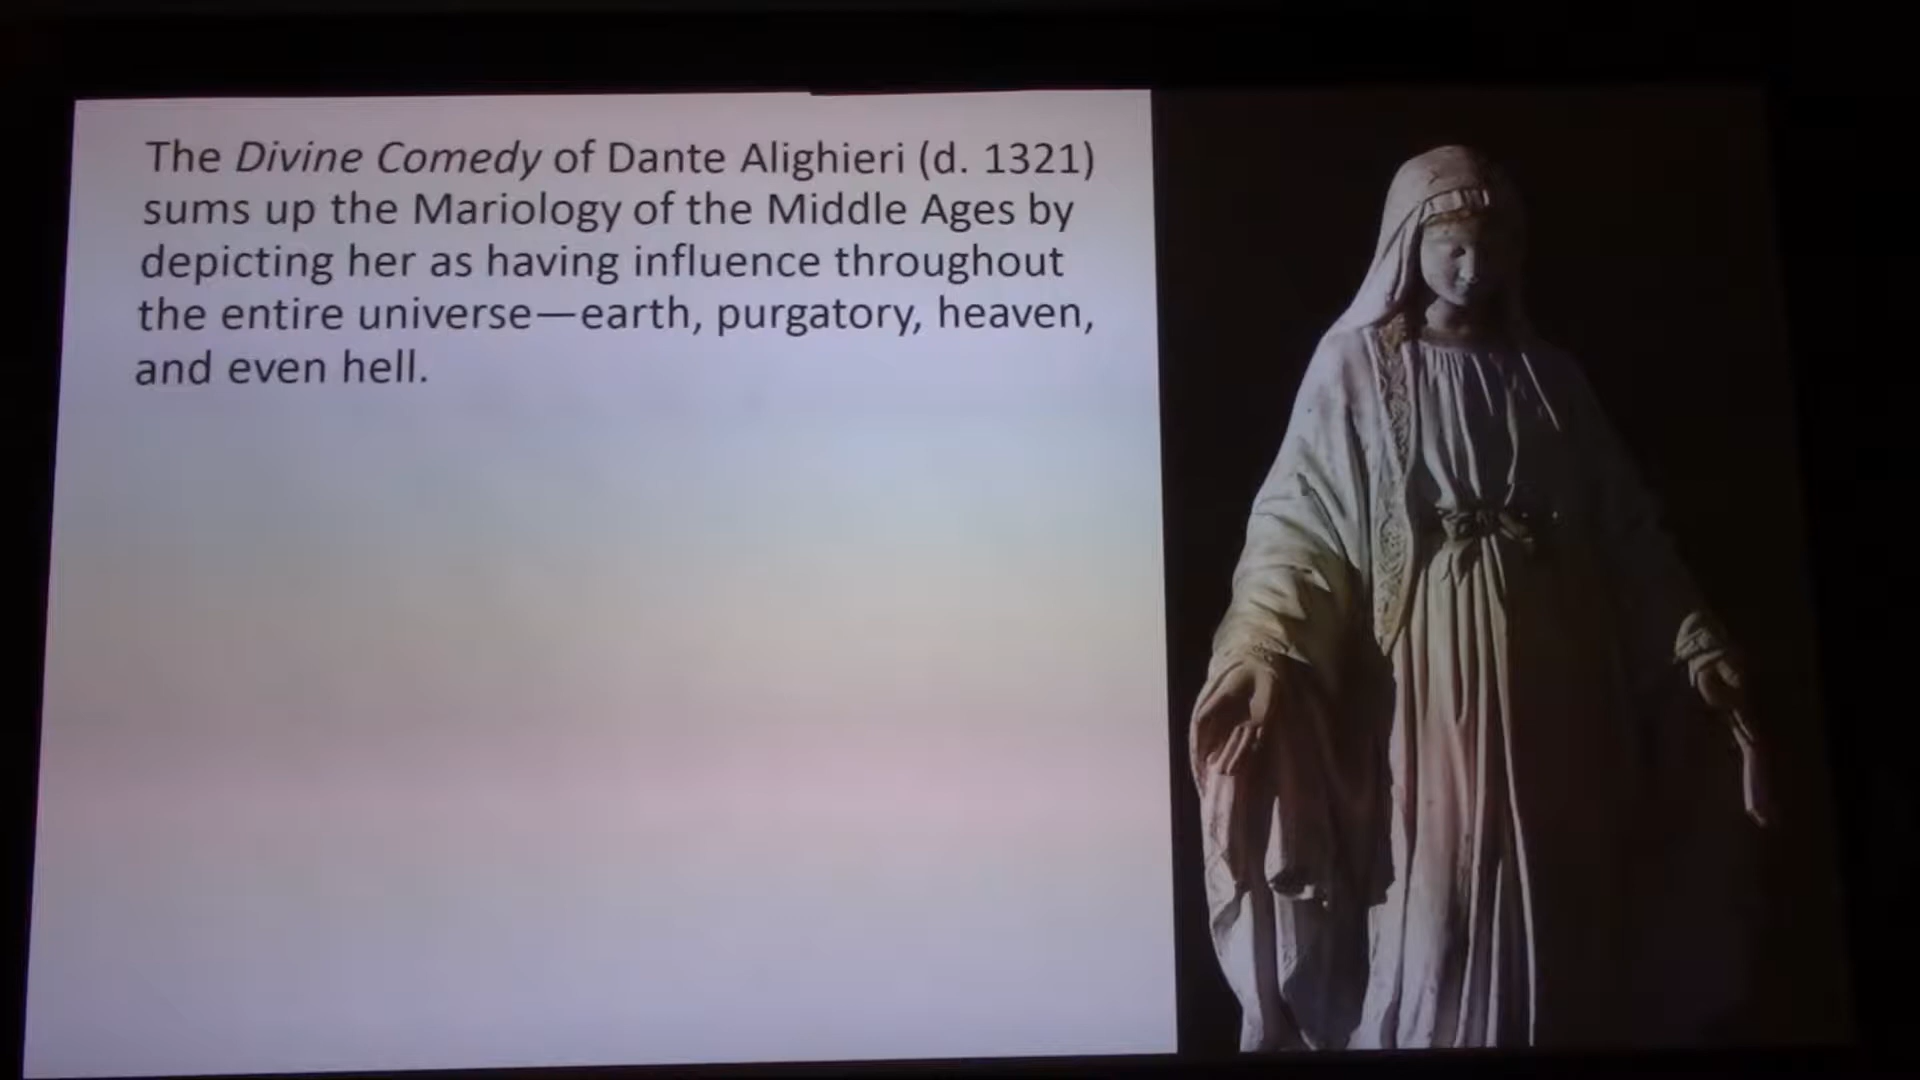 The Divine Comedy of Dante Alighieri (d. 1321)
sums up the Mariology of the Middle Ages by
depicting her as having influence throughout
the entire universe—earth, purgatory, heaven,
and even hell.